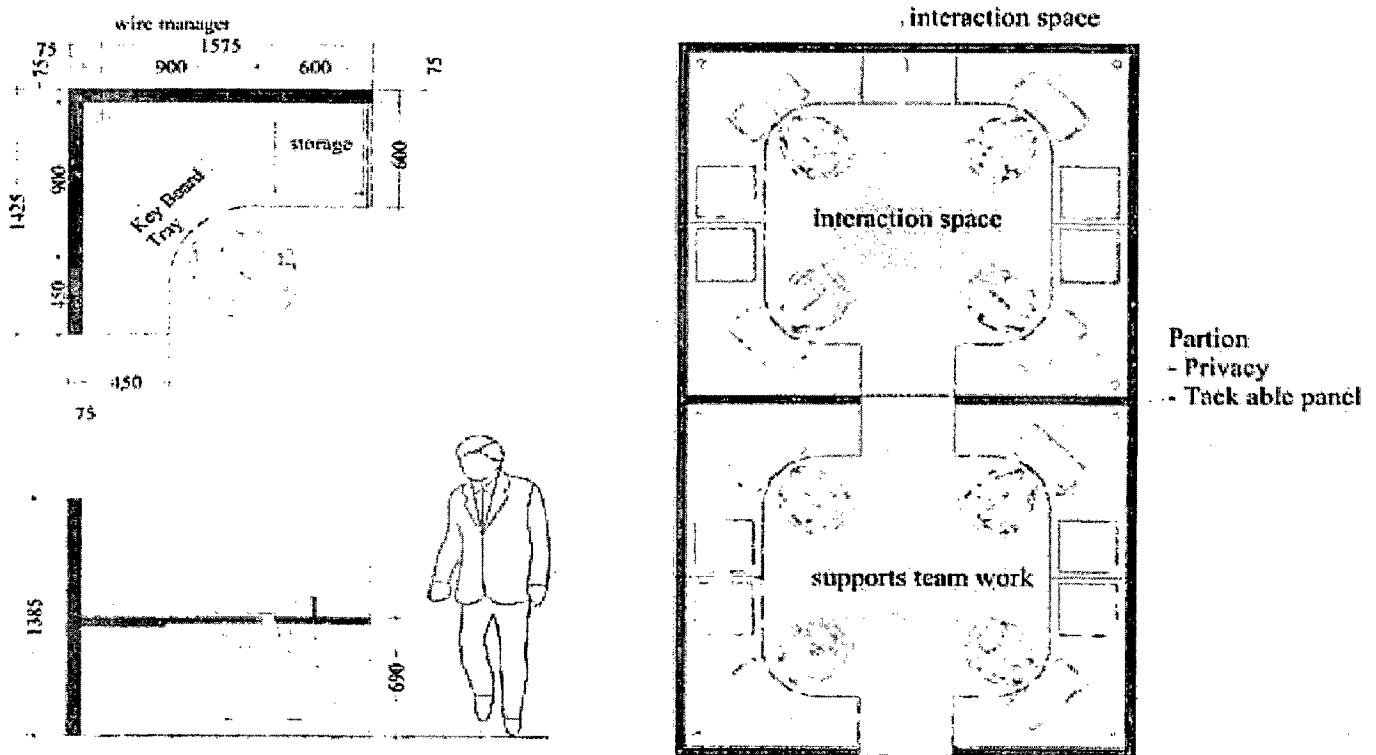 wire manager
75
1575
75
900
600
75
storage
600
900
1425
Key Board
Tray
450
450
75
1385
690
interaction space
Interaction space
Partion
- Privacy
- Tack able panel
supports team work